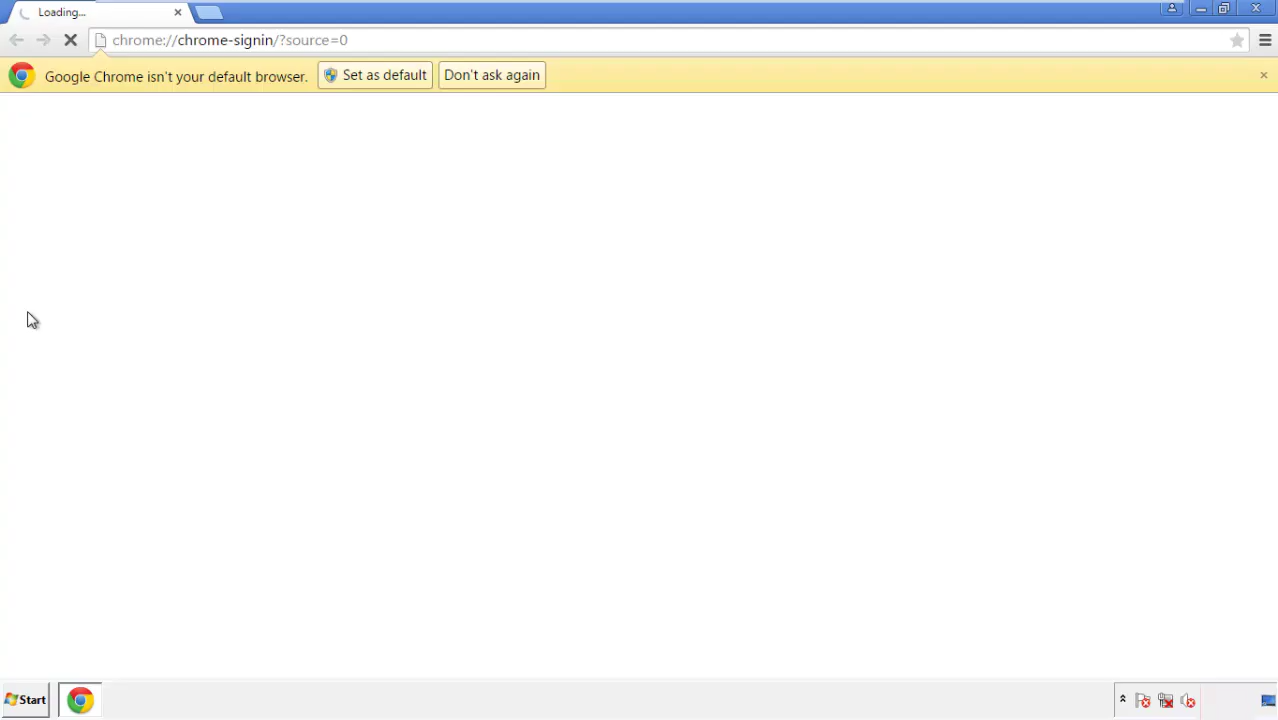 Loading...
chrome://chrome-signin/?source=0
Google Chrome isn't your default browser. Set as default Don't ask again
Start